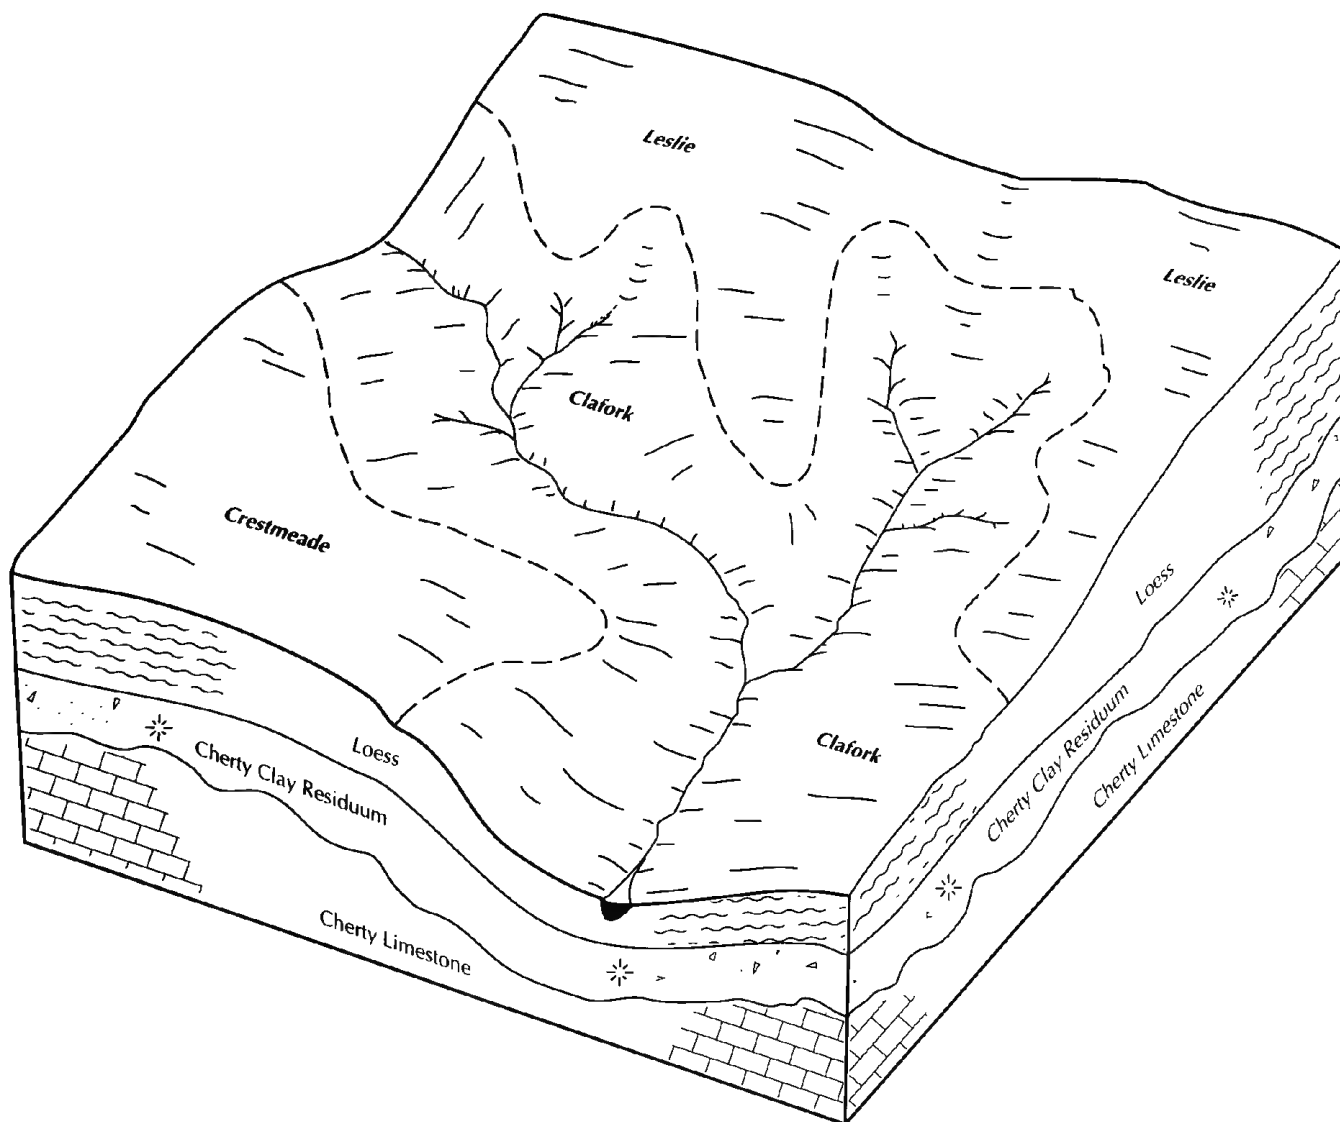 Leslie
Leslie
Clafork
Crestmeade
Loess
Clafork
Loess
Cherty Clay Residuum
Cherty Limestone
Cherty Clay Residuum
Cherty Limestone